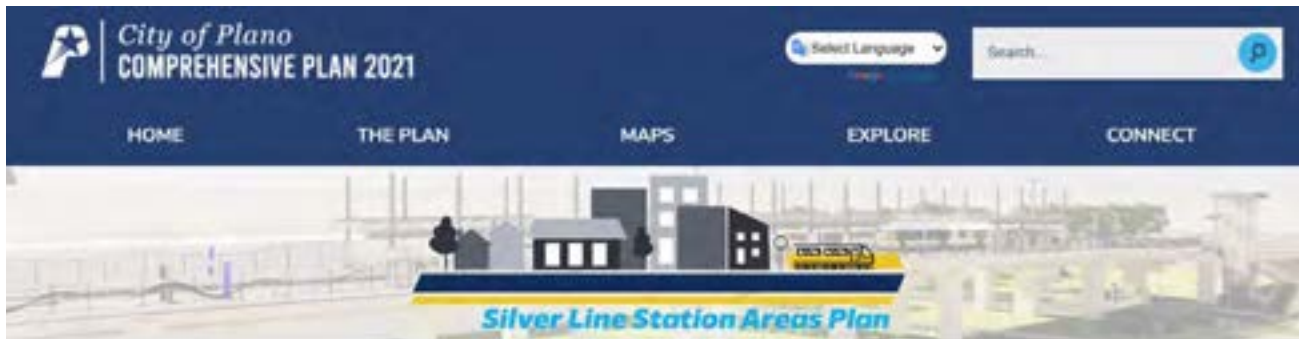 City of Plano
COMPREHENSIVE PLAN 2021
Select Language
Search...
HOME
THE PLAN
MAPS
EXPLORE
CONNECT
Silver Line Station Areas Plan